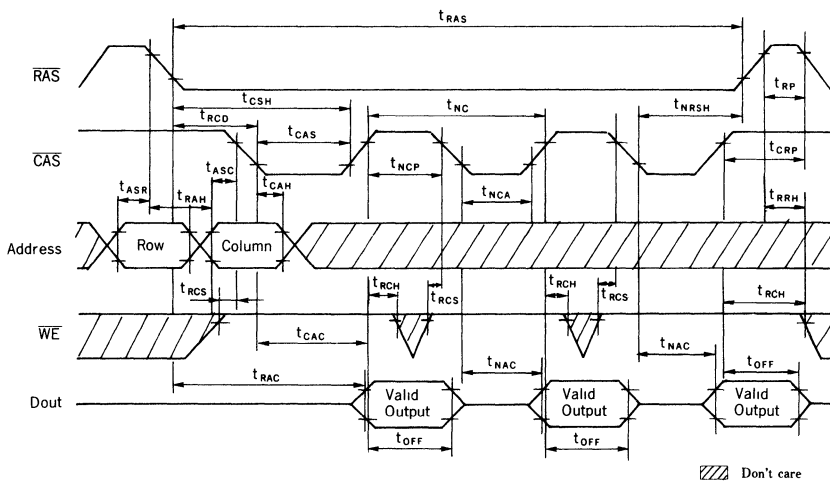 tRAS
RAS
tRP
tCSH
tNC
tNRSH
tRCD
tCAS
tCRP
CAS
tASC
tNCP
tASR
tRAH
tCAH
tNCA
tRRH
Address
Row
Column
tRCS
tRCH
tRCS
tRCH
tRCS
tRCH
WE
tCAC
tNAC
tNAC
tOFF
tRAC
Dout
Valid
Output
Valid
Output
Valid
Output
tOFF
tOFF
Don't care